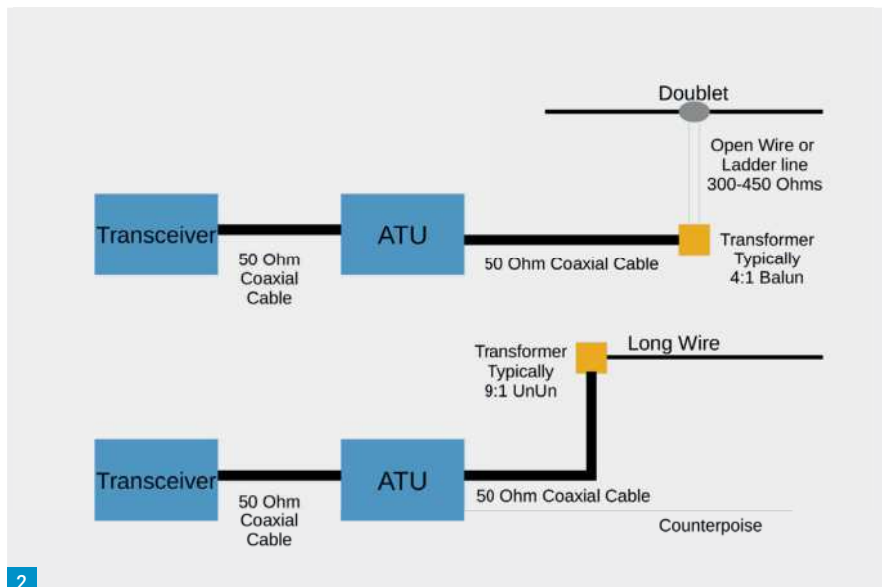 Doublet
Open Wire or
Ladder line
300-450 Ohms
Transceiver
50 Ohm
Coaxial
Cable
ATU
50 Ohm Coaxial Cable
Transformer
Typically
4:1 Balun
Transformer
Typically
9:1 UnUn
Long Wire
Transceiver
50 Ohm
Coaxial
Cable
ATU
50 Ohm Coaxial Cable
Counterpoise
2